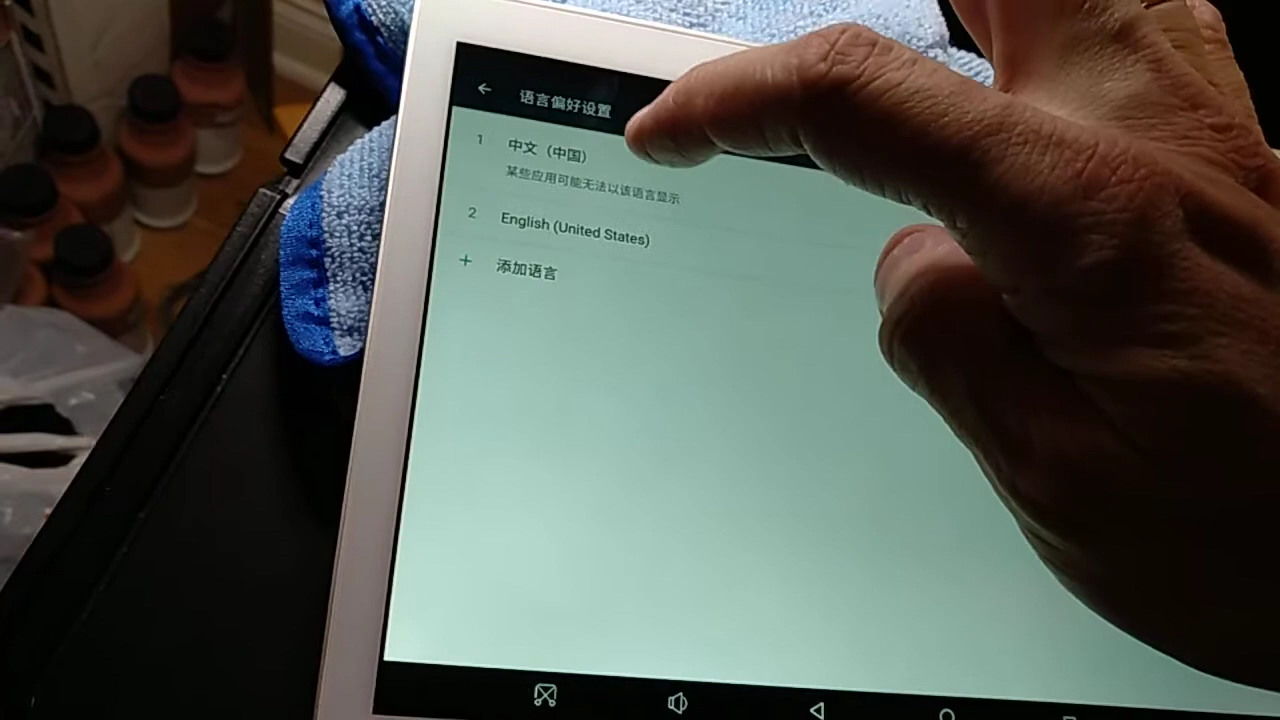 语言偏好设置
1 中文（中国）
某些应用可能无法以该语言显示
2 English (United States)
+ 添加语言